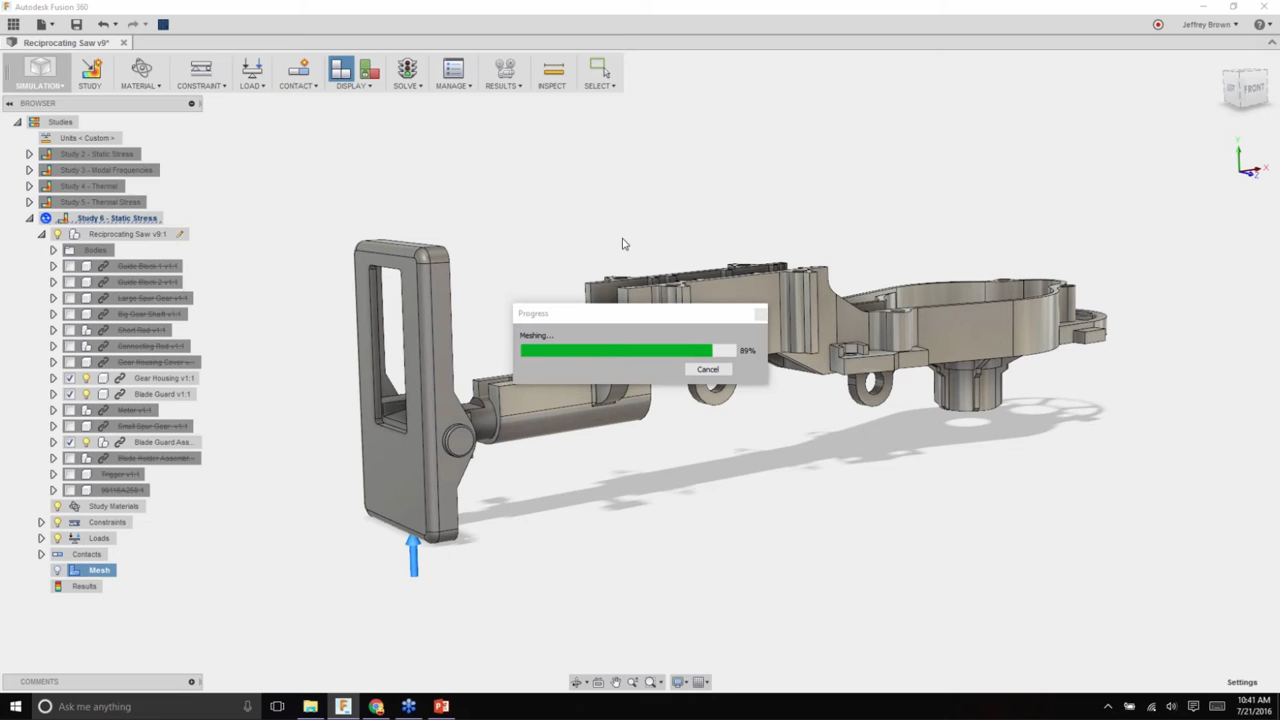 Autodesk Fusion 360
Jeffrey Brown
Reciprocating Saw v9*
SIMULATION
STUDY
MATERIAL
CONSTRAINT
LOAD
CONTACT
DISPLAY
SOLVE
MANAGE
RESULTS
INSPECT
SELECT
BROWSER
FRONT
Studies
Units < Custom >
Study 2 - Static Stress
Study 3 - Modal Frequencies
Study 4 - Thermal
Study 5 - Thermal Stress
Study 6 - Static Stress
Reciprocating Saw v9:1
Bodies
Guide Block 1 v1:1
Guide Block 2 v1:1
Large Spur Gear v1:1
Big Gear Shaft v1:1
Short Rod v1:1
Connecting Rod v1:1
Gear Housing Cover v...
Gear Housing v1:1
Blade Guard v1:1
Motor v1:1
Small Spur Gear v1:1
Blade Guard Ass...
Blade Holder Assembl...
Trigger v1:1
Study Materials
Constraints
Loads
Contacts
Mesh
Results
Progress
Meshing...
89%
Cancel
Y
X
Z
COMMENTS
Settings
Ask me anything
10:41 AM
7/21/2016